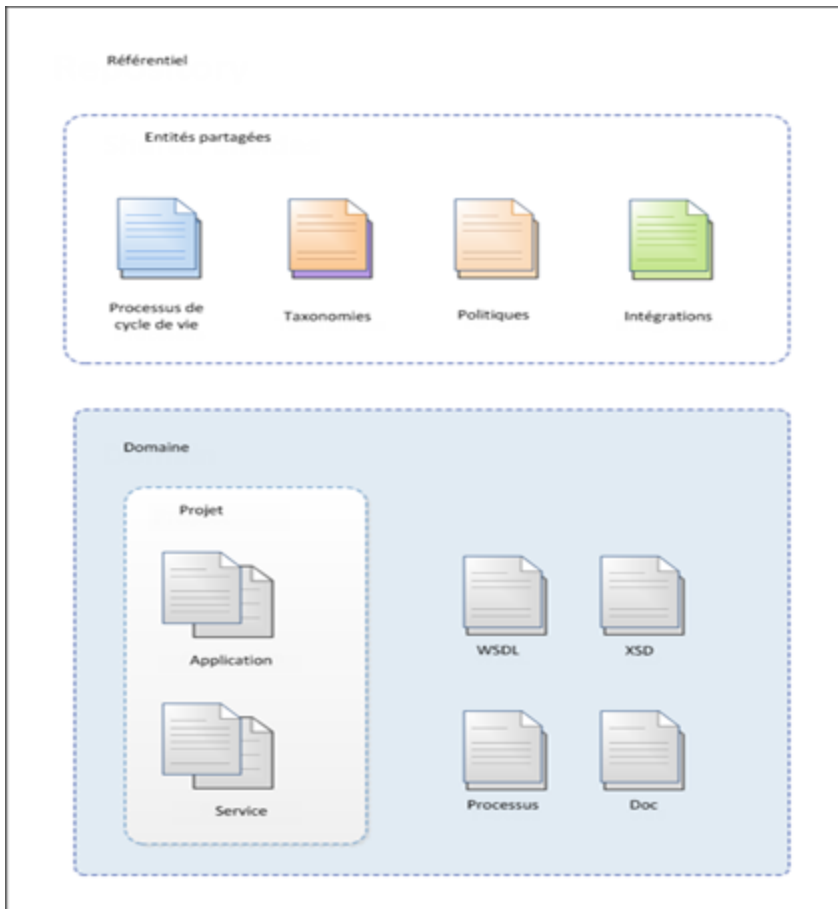 Référentiel
Entités partagées
Processus de
cycle de vie
Taxonomies
Politiques
Intégrations
Domaine
Projet
Application
WSDL
XSD
Service
Processus
Doc